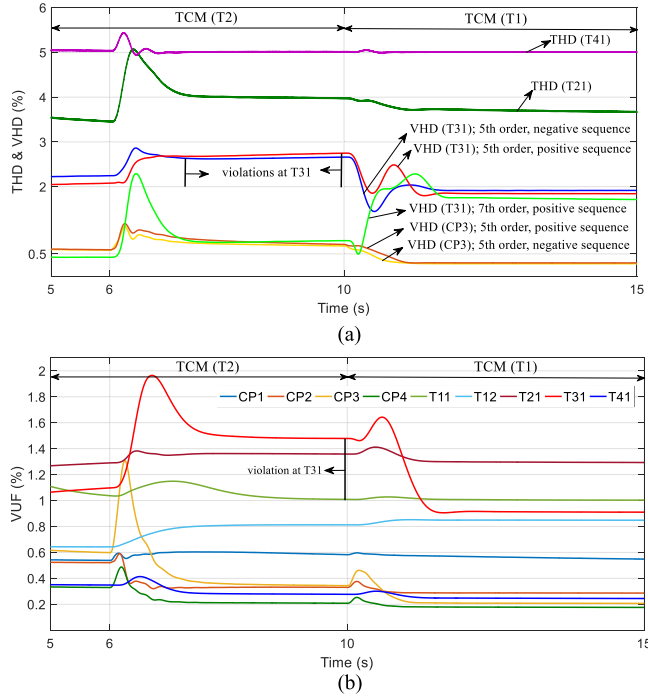 6
5
4
3
2
0.5
THD & VHD (%)
TCM (T2)
TCM (T1)
THD (T41)
THD (T21)
VHD (T31); 5th order, negative sequence
VHD (T31); 5th order, positive sequence
violations at T31
VHD (T31); 7th order, positive sequence
VHD (CP3); 5th order, positive sequence
VHD (CP3); 5th order, negative sequence
5 6 10 15
Time (s)
(a)
2
1.8
1.6
1.4
1.2
1
0.8
0.6
0.4
0.2
VUF (%)
TCM (T2)
TCM (T1)
CP1 CP2 CP3 CP4 T11 T12 T21 T31 T41
violation at T31
5 6 10 15
Time (s)
(b)